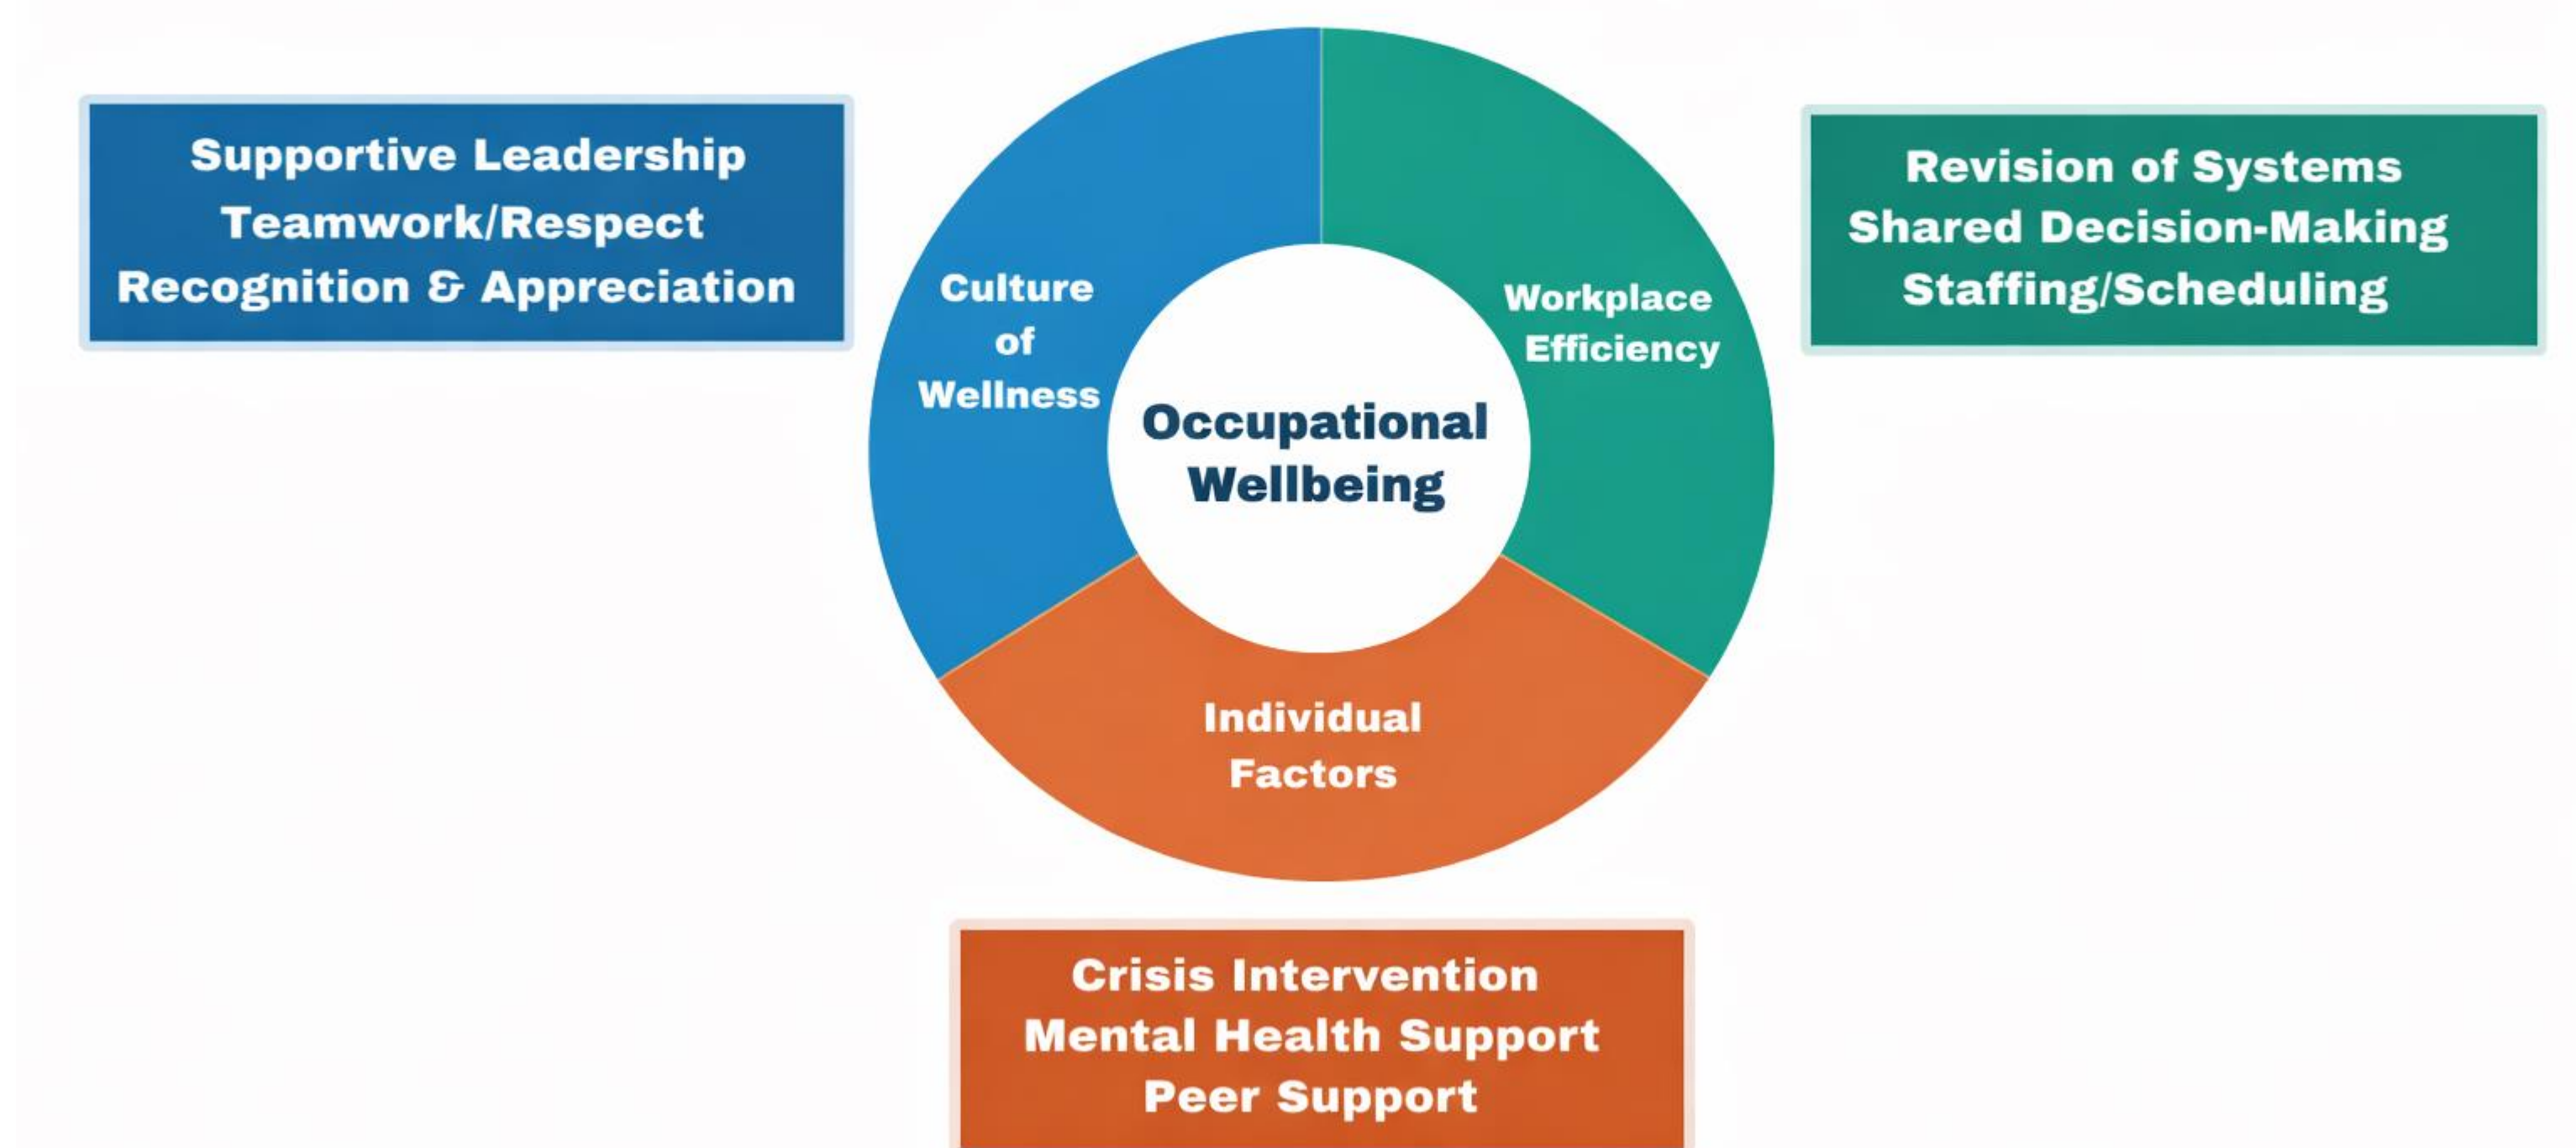 Supportive Leadership
Teamwork/Respect
Recognition & Appreciation
Culture
of
Wellness
Occupational
Wellbeing
Workplace
Efficiency
Revision of Systems
Shared Decision-Making
Staffing/Scheduling
Individual
Factors
Crisis Intervention
Mental Health Support
Peer Support